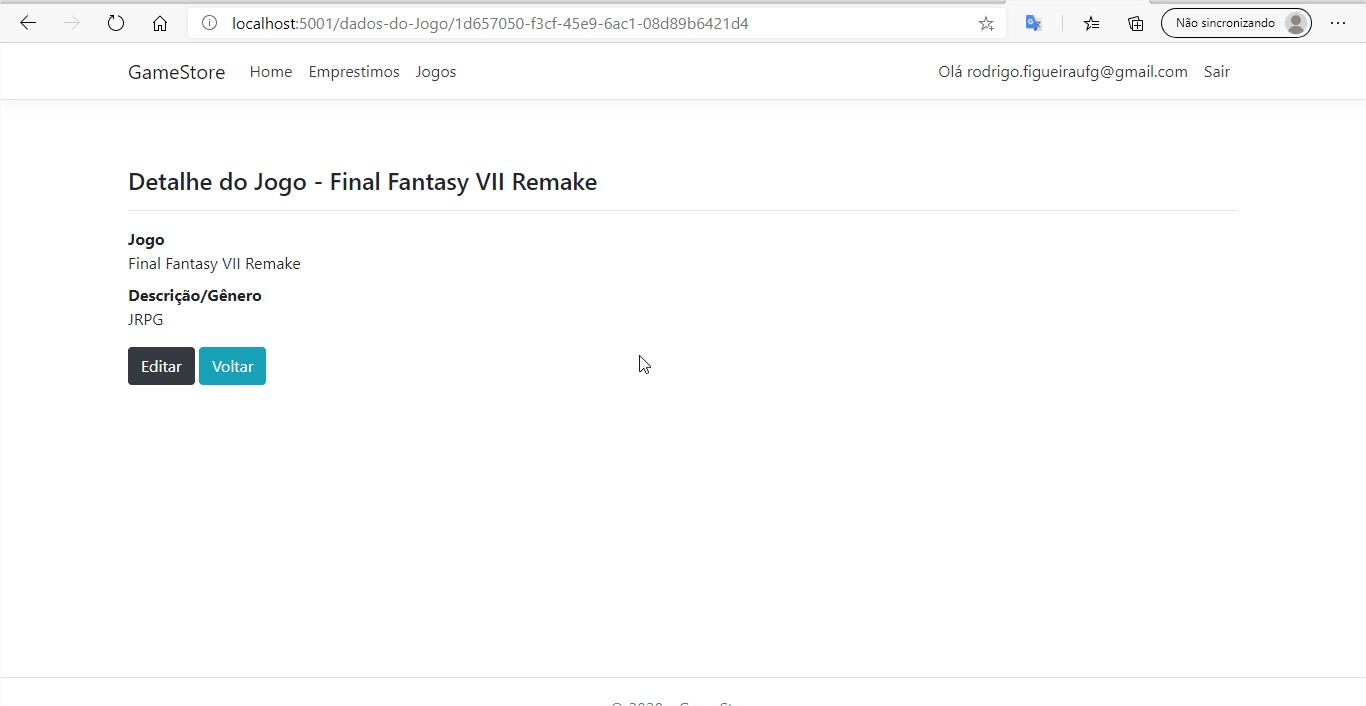 localhost:5001/dados-do-Jogo/1d657050-f3cf-45e9-6ac1-08d89b6421d4
Não sincronizando
GameStore Home Emprestimos Jogos Olá rodrigo.figueiraufg@gmail.com Sair
Detalhe do Jogo - Final Fantasy VII Remake
Jogo
Final Fantasy VII Remake
Descrição/Gênero
JRPG
Editar Voltar